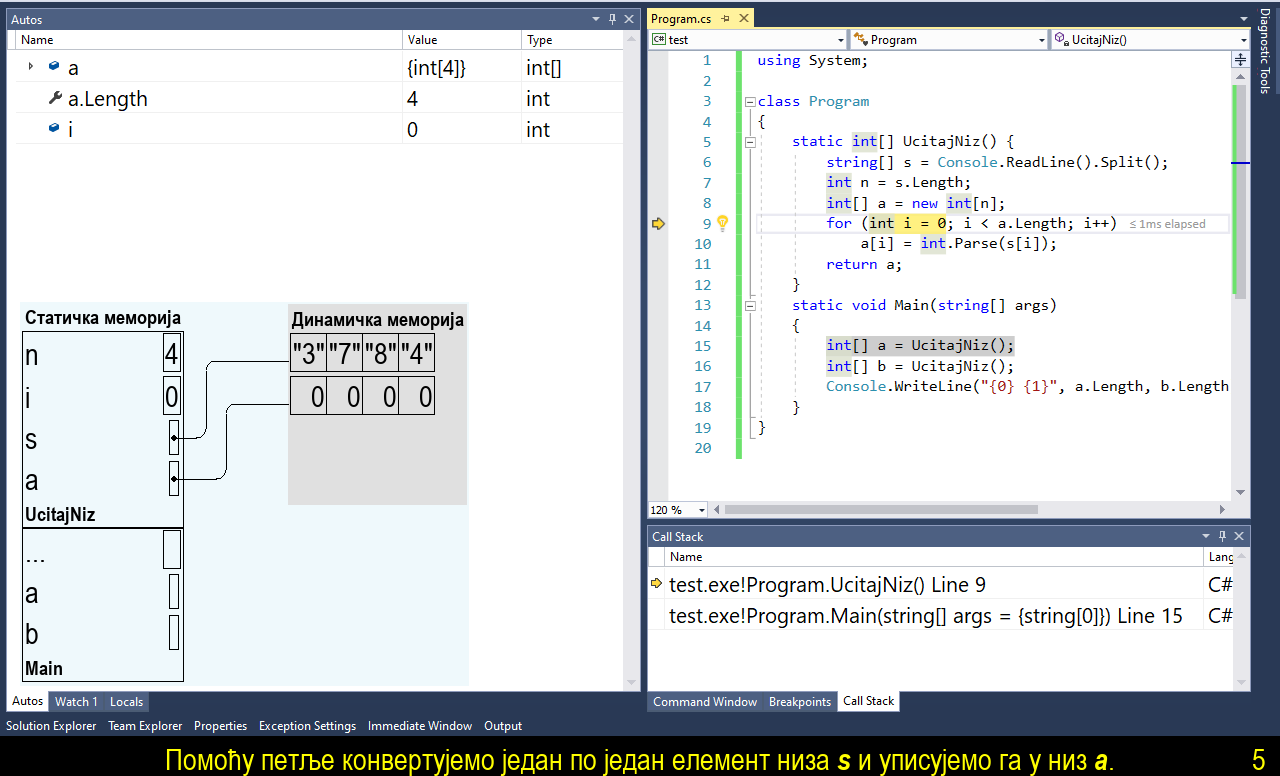 Autos
Name Value Type
a {int[4]} int[]
a.Length 4 int
i 0 int
Статичка меморија
n 4
i 0
s
a
UcitajNiz
...
a
b
Main
Динамичка меморија
"3" "7" "8" "4"
0 0 0 0
Autos Watch 1 Locals
Program.cs
C# test Program UcitajNiz()
1 using System;
2
3 class Program
4 {
5 static int[] UcitajNiz() {
6 string[] s = Console.ReadLine().Split();
7 int n = s.Length;
8 int[] a = new int[n];
9 for (int i = 0; i < a.Length; i++) ≤ 1ms elapsed
10 a[i] = int.Parse(s[i]);
11 return a;
12 }
13 static void Main(string[] args)
14 {
15 int[] a = UcitajNiz();
16 int[] b = UcitajNiz();
17 Console.WriteLine("{0} {1}", a.Length, b.Length
18 }
19 }
20
120 %
Diagnostic Tools
Call Stack
Name Lang
test.exe!Program.UcitajNiz() Line 9 C#
test.exe!Program.Main(string[] args = {string[0]}) Line 15 C#
Command Window Breakpoints Call Stack
Solution Explorer Team Explorer Properties Exception Settings Immediate Window Output
Помоћу петље конвертујемо један по један елемент низа s и уписујемо га у низ a. 5